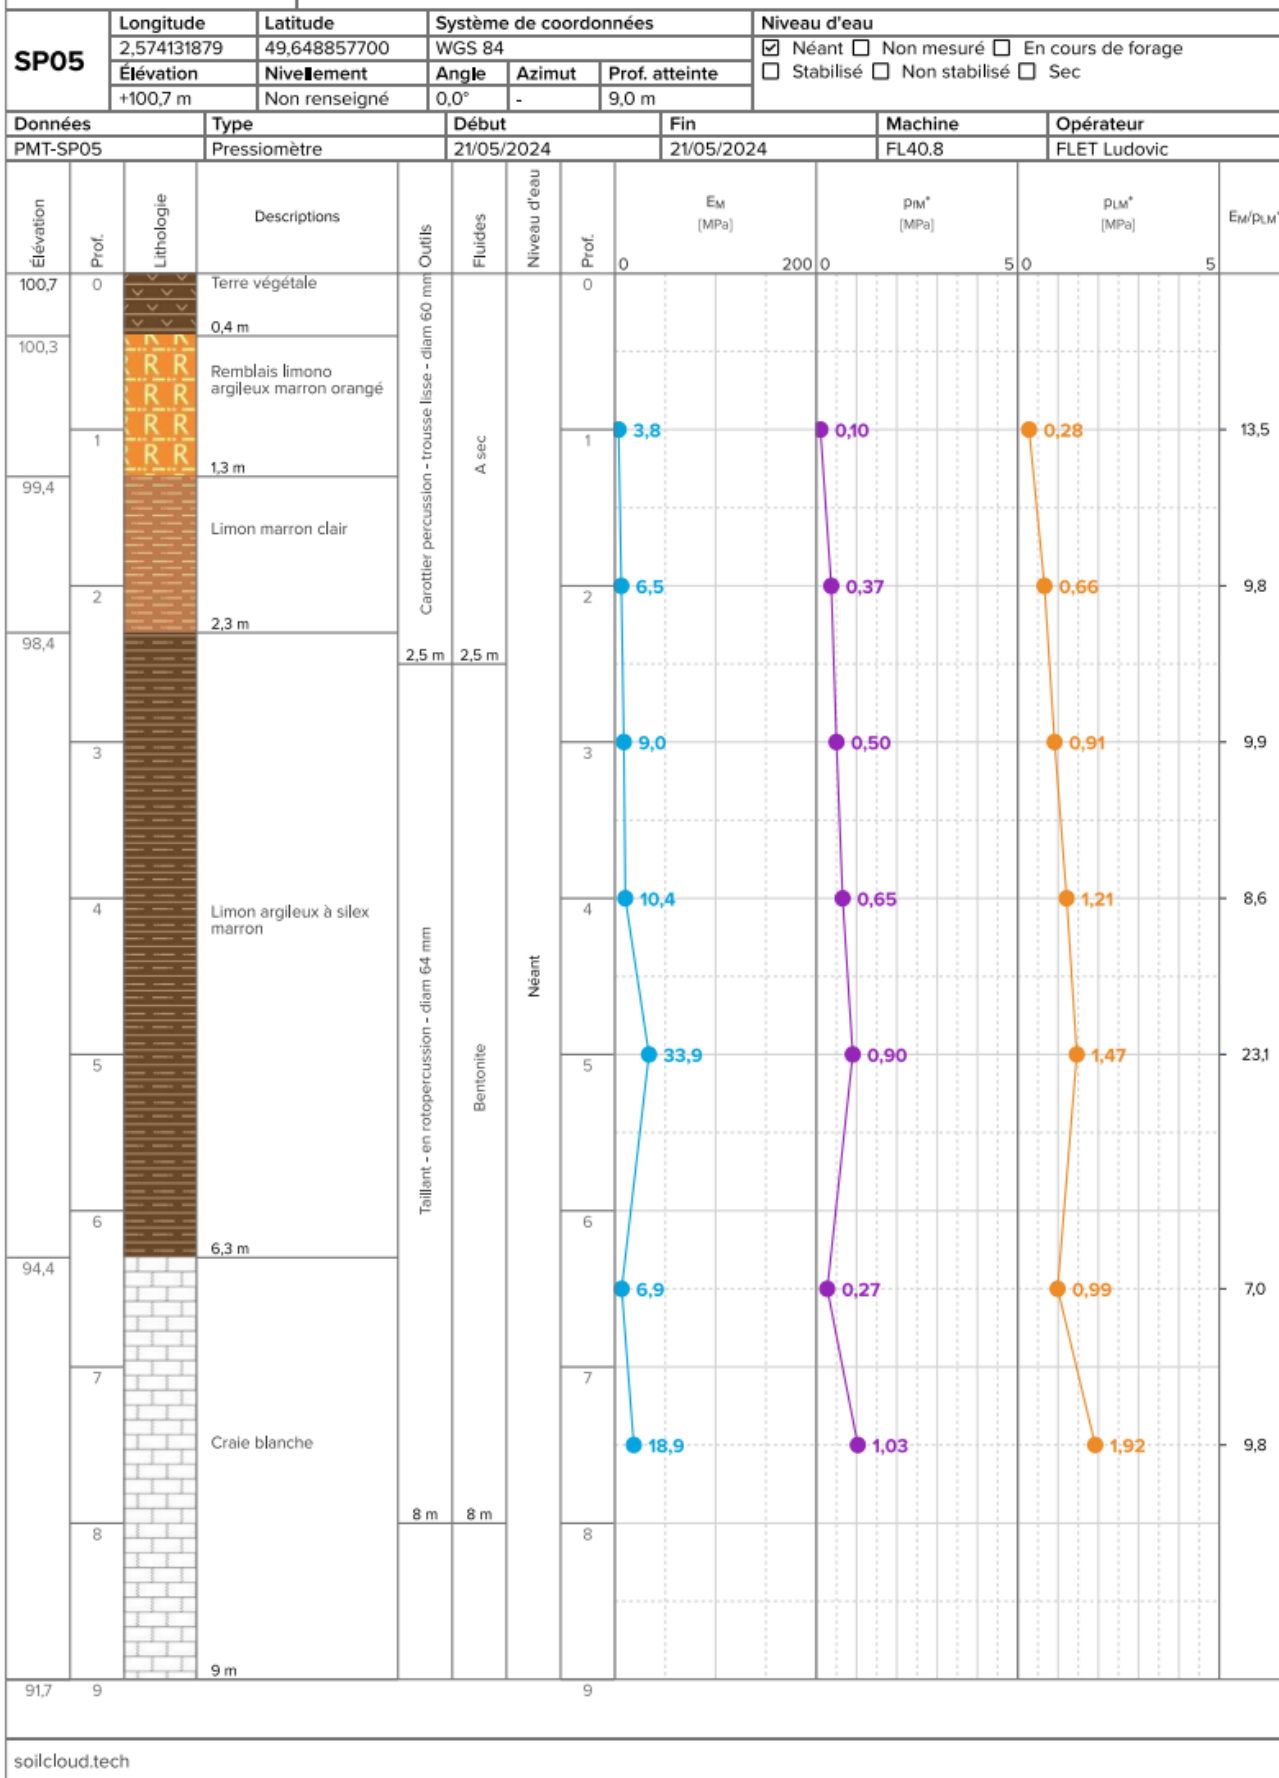 SP05
Longitude Latitude Système de coordonnées Niveau d'eau
2,574131879 49,648857700 WGS 84 Néant Non mesuré En cours de forage
Élévation Nivellement Angle Azimut Prof. atteinte Stabilisé Non stabilisé Sec
+100,7 m Non renseigné 0,0° - 9,0 m
Données Type Début Fin Machine Opérateur
PMT-SP05 Pressiomètre 21/05/2024 21/05/2024 FL40.8 FLET Ludovic
Élévation Prof. Lithologie Descriptions Outils Fluides Niveau d'eau Prof. EM [MPa] pfM* [MPa] pLM* [MPa] EM/pLM*
0 200 0 5 0 5
100,7 0 Terre végétale 0
0,4 m
100,3
Remblais limono
argileux marron orangé
Carottier percussion - trousse lisse - diam 60 mm
A sec
1 1 3,8 0,10 0,28 13,5
1,3 m
99,4
Limon marron clair
2 2 6,5 0,37 0,66 9,8
2,3 m
98,4
2,5 m 2,5 m
3 3 9,0 0,50 0,91 9,9
4 4 10,4 0,65 1,21 8,6
Limon argileux à silex
marron
Taillant - en rotopercussion - diam 64 mm
Bentonite
Néant
5 5 33,9 0,90 1,47 23,1
6 6
6,3 m
94,4
6,9 0,27 0,99 7,0
7 7
Craie blanche 18,9 1,03 1,92 9,8
8 m 8 m
8 8
9 m
91,7 9 9
soilcloud.tech